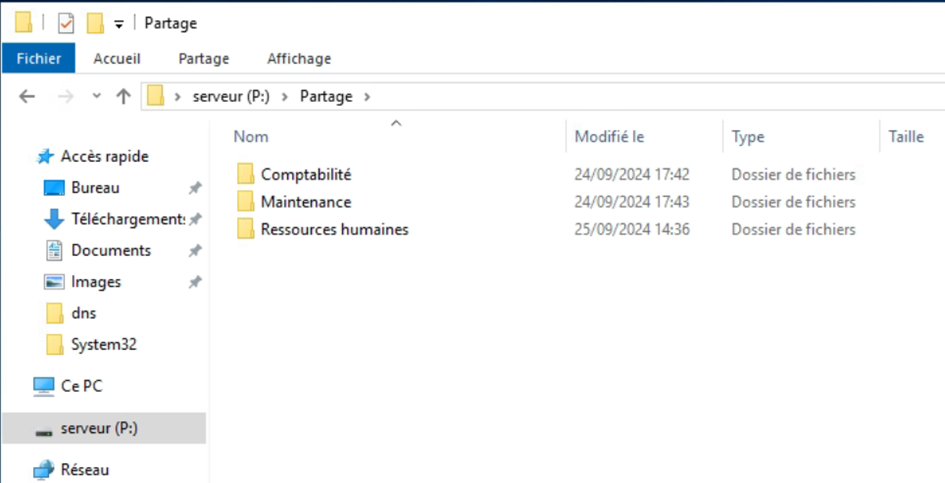 Partage
Fichier Accueil Partage Affichage
serveur (P:) Partage
Nom Modifié le Type Taille
Accès rapide
Bureau
Téléchargements
Documents
Images
dns
System32
Ce PC
serveur (P:)
Réseau
Comptabilité 24/09/2024 17:42 Dossier de fichiers
Maintenance 24/09/2024 17:43 Dossier de fichiers
Ressources humaines 25/09/2024 14:36 Dossier de fichiers